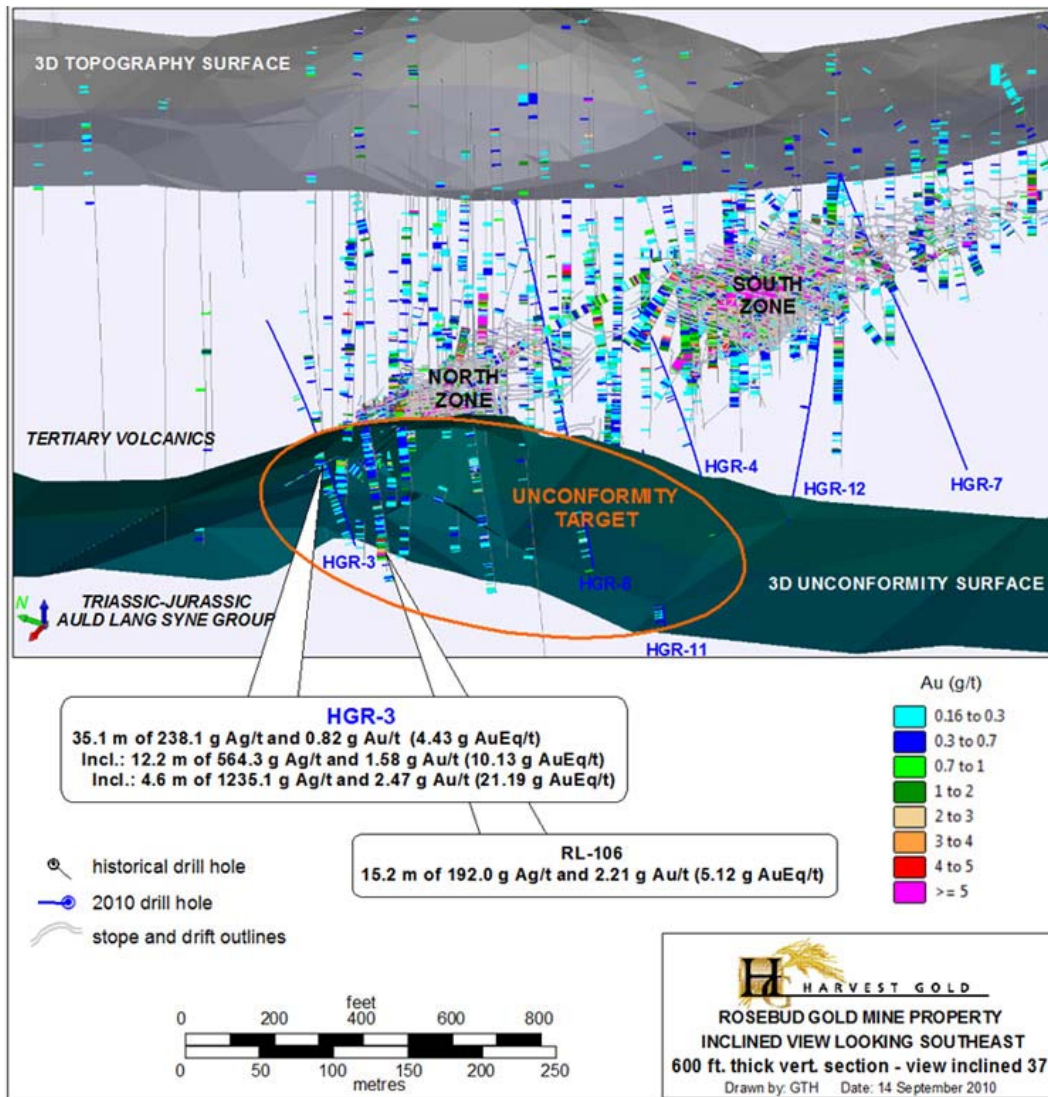 3D TOPOGRAPHY SURFACE
SOUTH
ZONE
NORTH
ZONE
TERTIARY VOLCANICS
HGR-4
HGR-12
HGR-7
UNCONFORMITY
TARGET
HGR-3
HGR-8
3D UNCONFORMITY SURFACE
N
TRIASSIC-JURASSIC
AULD LANG SYNE GROUP
HGR-11
HGR-3
35.1 m of 238.1 g Ag/t and 0.82 g Au/t (4.43 g AuEq/t)
Incl.: 12.2 m of 564.3 g Ag/t and 1.58 g Au/t (10.13 g AuEq/t)
Incl.: 4.6 m of 1235.1 g Ag/t and 2.47 g Au/t (21.19 g AuEq/t)
RL-106
15.2 m of 192.0 g Ag/t and 2.21 g Au/t (5.12 g AuEq/t)
Au (g/t)
0.16 to 0.3
0.3 to 0.7
0.7 to 1
1 to 2
2 to 3
3 to 4
4 to 5
>= 5
historical drill hole
2010 drill hole
stope and drift outlines
feet
0 200 400 600 800
0 50 100 150 200 250
metres
HG HARVEST GOLD
ROSEBUD GOLD MINE PROPERTY
INCLINED VIEW LOOKING SOUTHEAST
600 ft. thick vert. section - view inclined 37
Drawn by: GTH Date: 14 September 2010